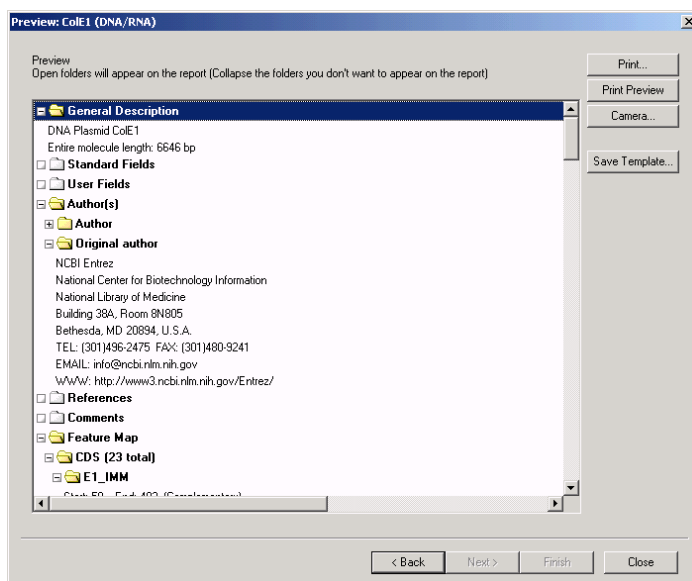 Preview: ColE1 (DNA/RNA)
Preview
Open folders will appear on the report (Collapse the folders you don't want to appear on the report)
General Description
DNA Plasmid ColE1
Entire molecule length: 6646 bp
Standard Fields
User Fields
Author(s)
Author
Original author
NCBI Entrez
National Center for Biotechnology Information
National Library of Medicine
Building 38A, Room 8N805
Bethesda, MD 20894, U.S.A.
TEL: (301)496-2475 FAX: (301)480-9241
EMAIL: info@ncbi.nlm.nih.gov
WWW: http://www3.ncbi.nlm.nih.gov/Entrez/
References
Comments
Feature Map
CDS (23 total)
E1_IMM
Print...
Print Preview
Camera...
Save Template...
< Back
Next >
Finish
Close